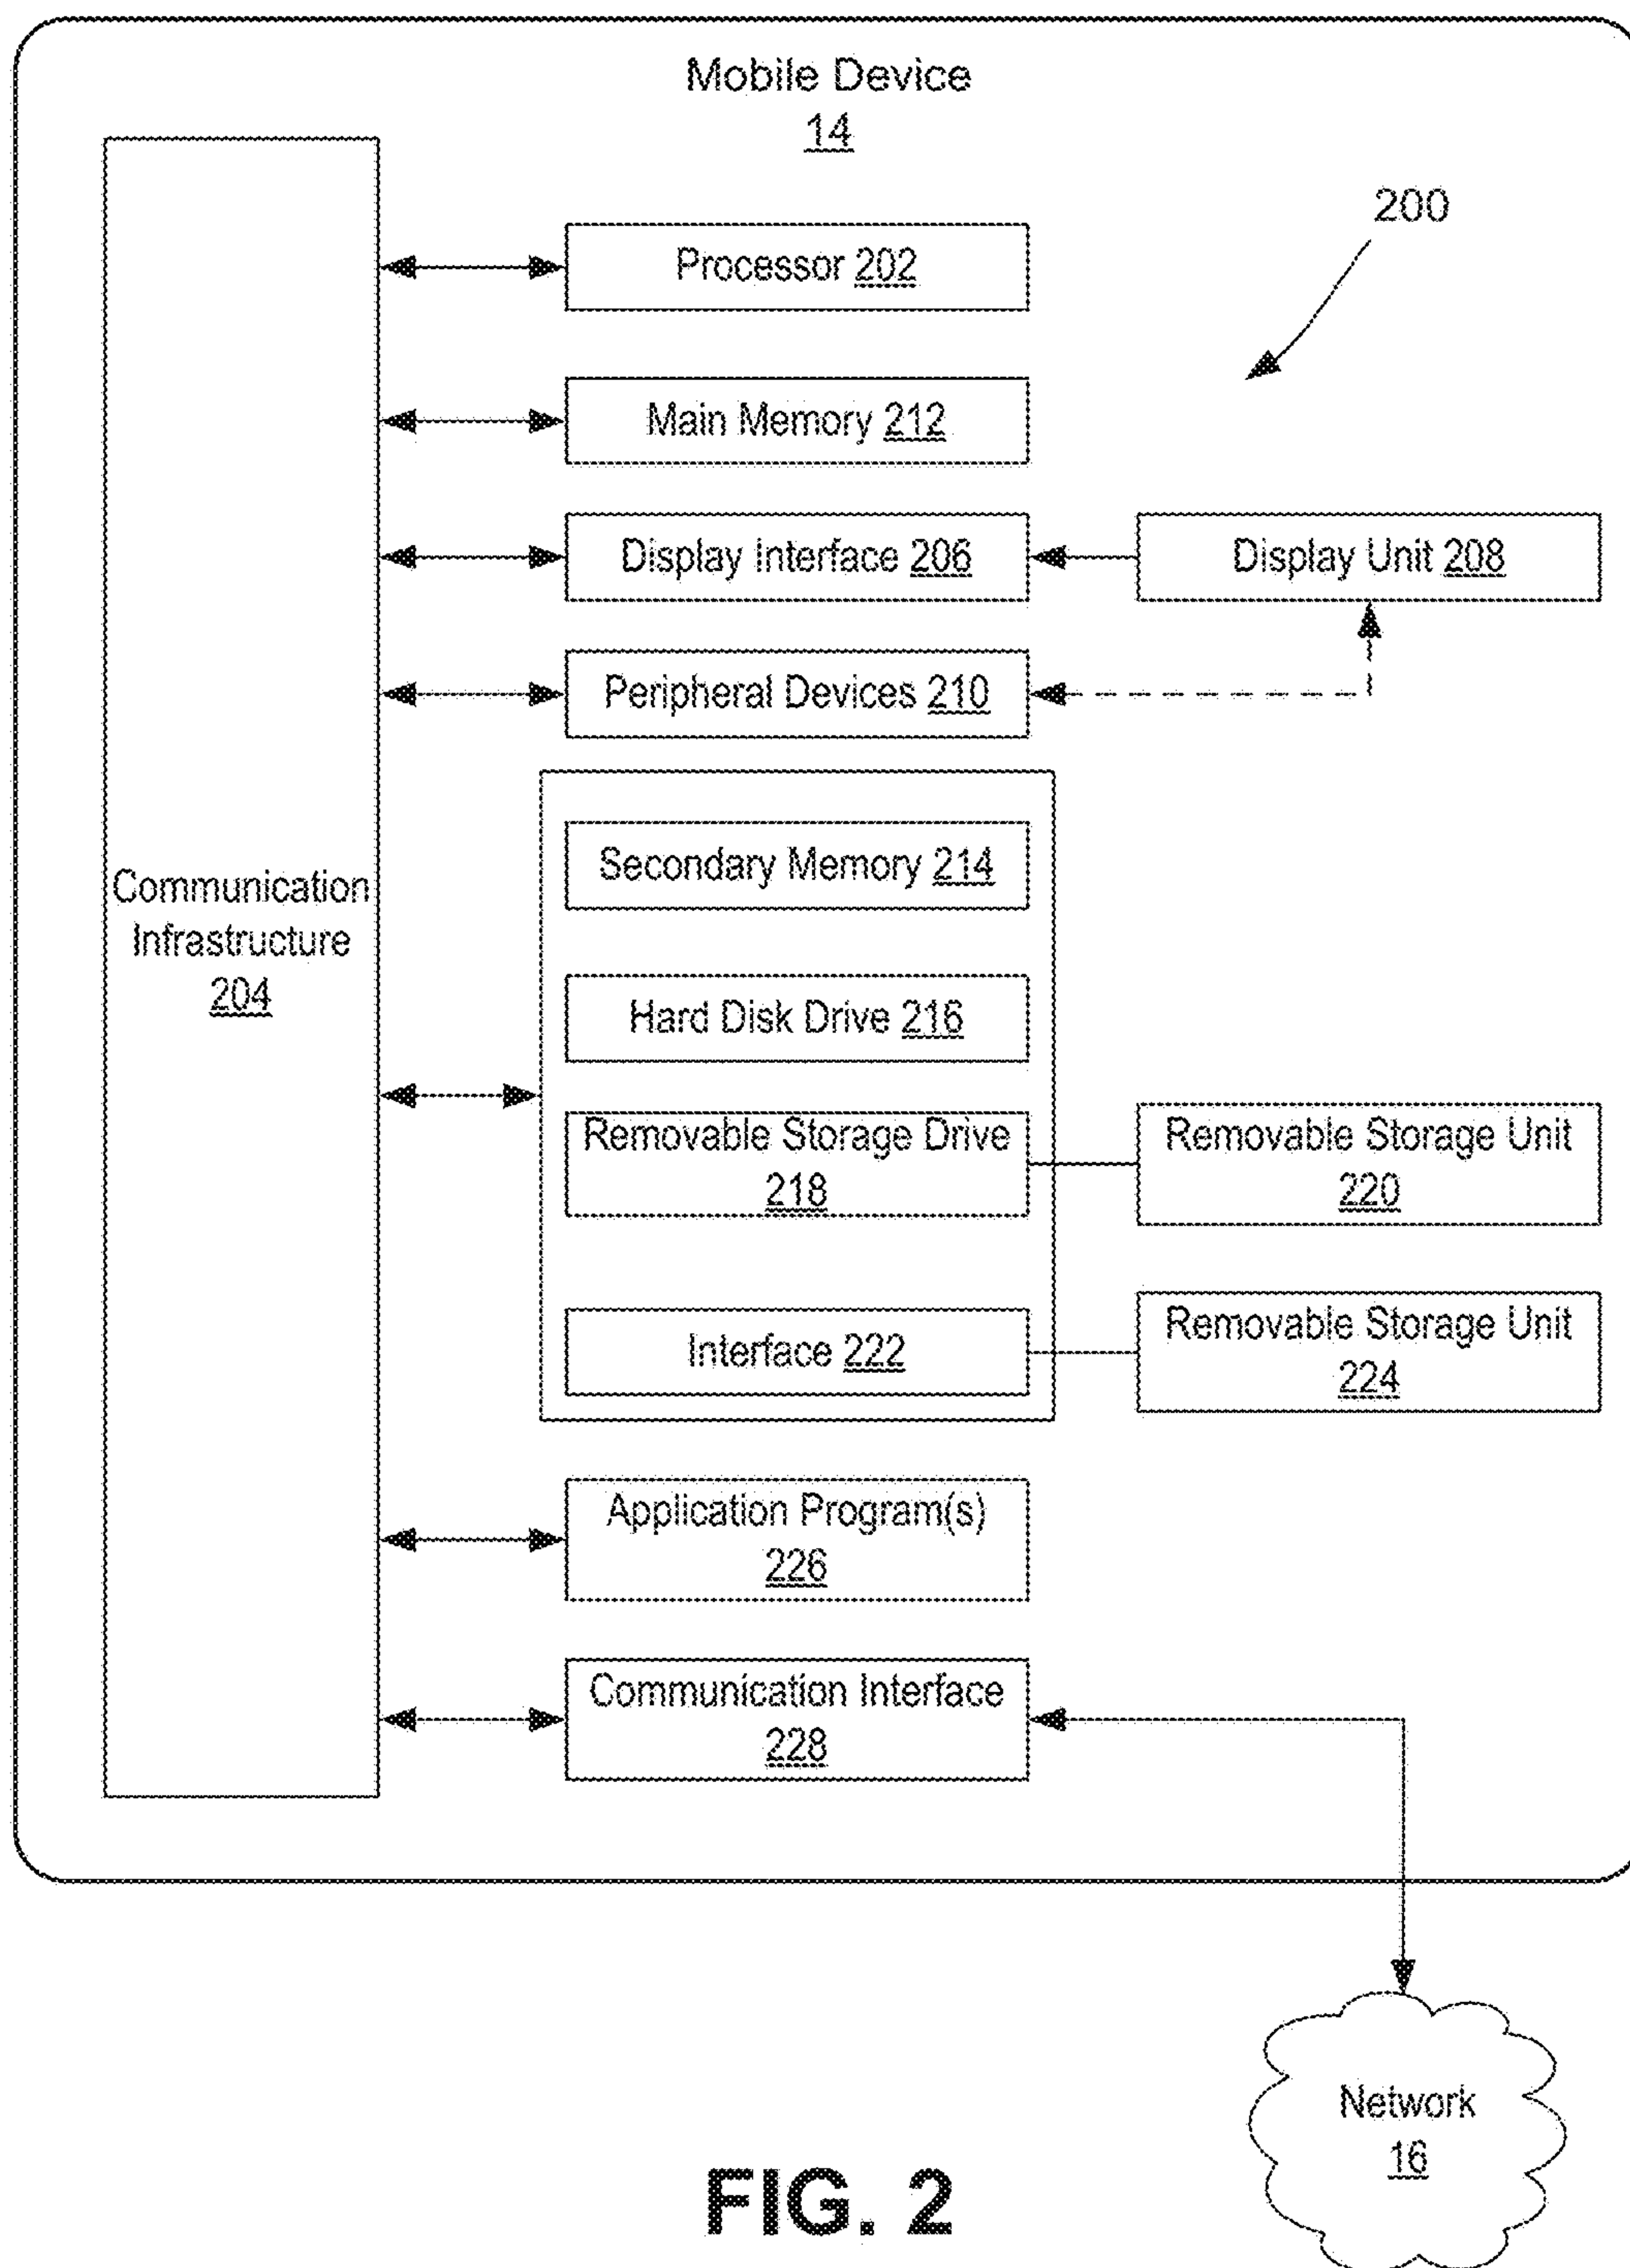 Mobile Device
14
200
Processor 202
Main Memory 212
Display Interface 206
Display Unit 208
Peripheral Devices 210
Communication
Infrastructure
204
Secondary Memory 214
Hard Disk Drive 216
Removable Storage Drive
218
Removable Storage Unit
220
Interface 222
Removable Storage Unit
224
Application Program(s)
226
Communication Interface
228
Network
16
FIG. 2